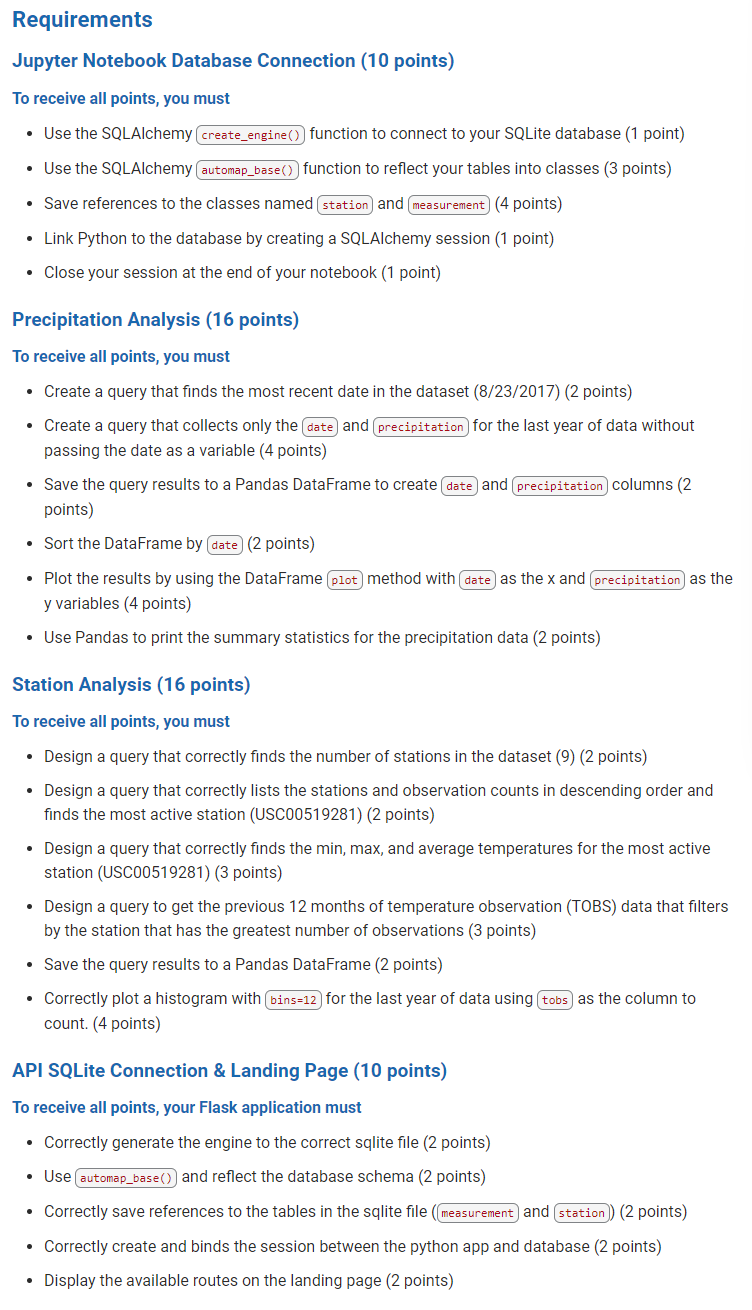 Requirements
Jupyter Notebook Database Connection (10 points)
To receive all points, you must
• Use the SQLAlchemy create_engine() function to connect to your SQLite database (1 point)
• Use the SQLAlchemy automap_base() function to reflect your tables into classes (3 points)
• Save references to the classes named station and measurement (4 points)
• Link Python to the database by creating a SQLAlchemy session (1 point)
• Close your session at the end of your notebook (1 point)
Precipitation Analysis (16 points)
To receive all points, you must
• Create a query that finds the most recent date in the dataset (8/23/2017) (2 points)
• Create a query that collects only the date and precipitation for the last year of data without
passing the date as a variable (4 points)
• Save the query results to a Pandas DataFrame to create date and precipitation columns (2
points)
• Sort the DataFrame by date (2 points)
• Plot the results by using the DataFrame plot method with date as the x and precipitation as the
y variables (4 points)
• Use Pandas to print the summary statistics for the precipitation data (2 points)
Station Analysis (16 points)
To receive all points, you must
• Design a query that correctly finds the number of stations in the dataset (9) (2 points)
• Design a query that correctly lists the stations and observation counts in descending order and
finds the most active station (USC00519281) (2 points)
• Design a query that correctly finds the min, max, and average temperatures for the most active
station (USC00519281) (3 points)
• Design a query to get the previous 12 months of temperature observation (TOBS) data that filters
by the station that has the greatest number of observations (3 points)
• Save the query results to a Pandas DataFrame (2 points)
• Correctly plot a histogram with bins=12 for the last year of data using tobs as the column to
count. (4 points)
API SQLite Connection & Landing Page (10 points)
To receive all points, your Flask application must
• Correctly generate the engine to the correct sqlite file (2 points)
• Use automap_base() and reflect the database schema (2 points)
• Correctly save references to the tables in the sqlite file (measurement and station) (2 points)
• Correctly create and binds the session between the python app and database (2 points)
• Display the available routes on the landing page (2 points)